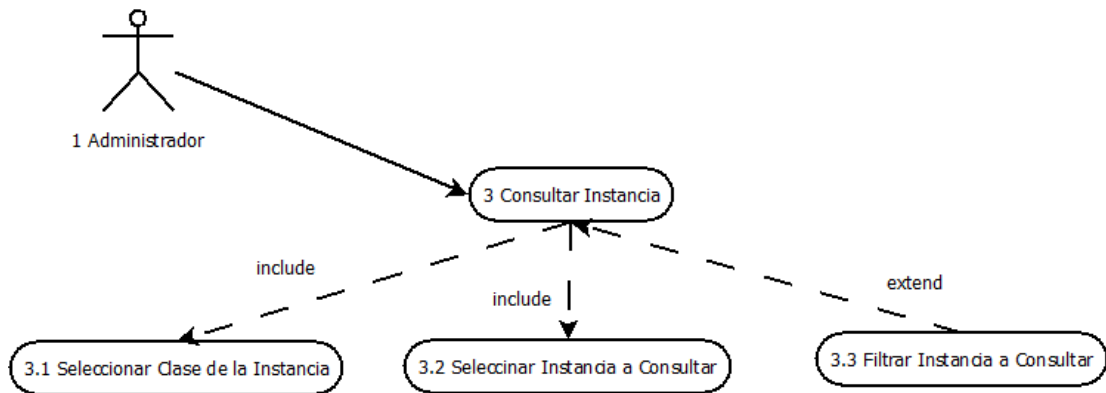 1 Administrador
3 Consultar Instancia
include
include
extend
3.1 Seleccionar Clase de la Instancia
3.2 Seleccinar Instancia a Consultar
3.3 Filtrar Instancia a Consultar